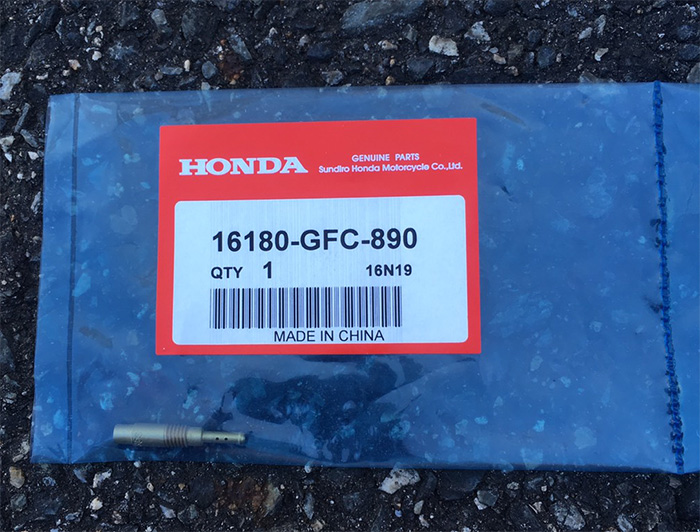 HONDA
GENUINE PARTS
Sundiro Honda Motorcycle Co.,Ltd.
16180-GFC-890
QTY 1 16N19
MADE IN CHINA